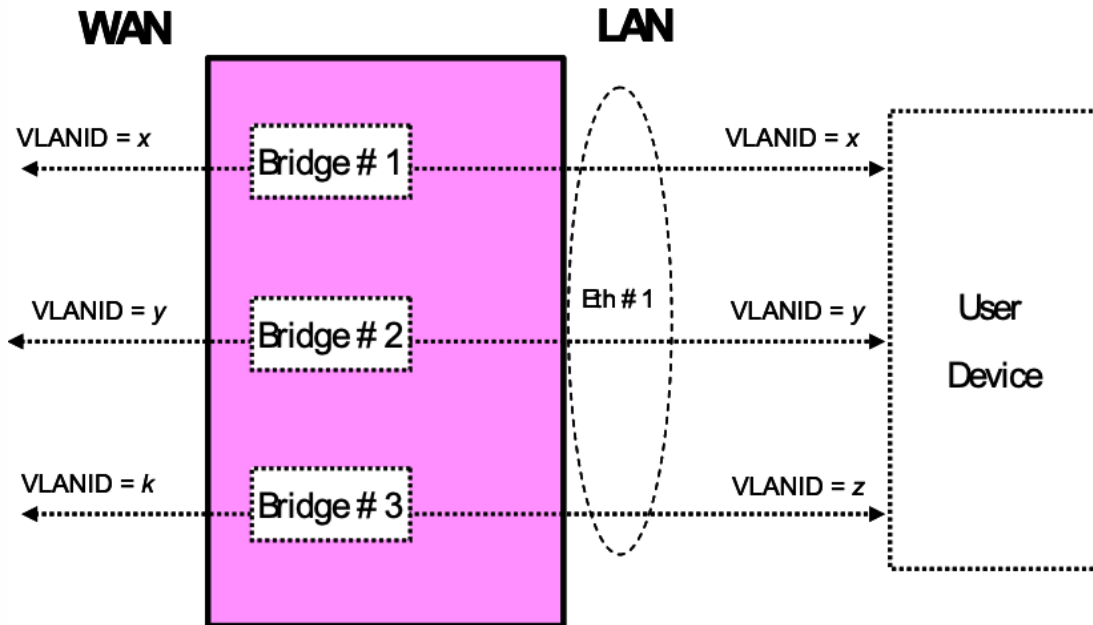 WAN
LAN
VLANID = x
Bridge # 1
VLANID = x
VLANID = y
Bridge # 2
Eth # 1
VLANID = y
User
Device
VLANID = k
Bridge # 3
VLANID = z